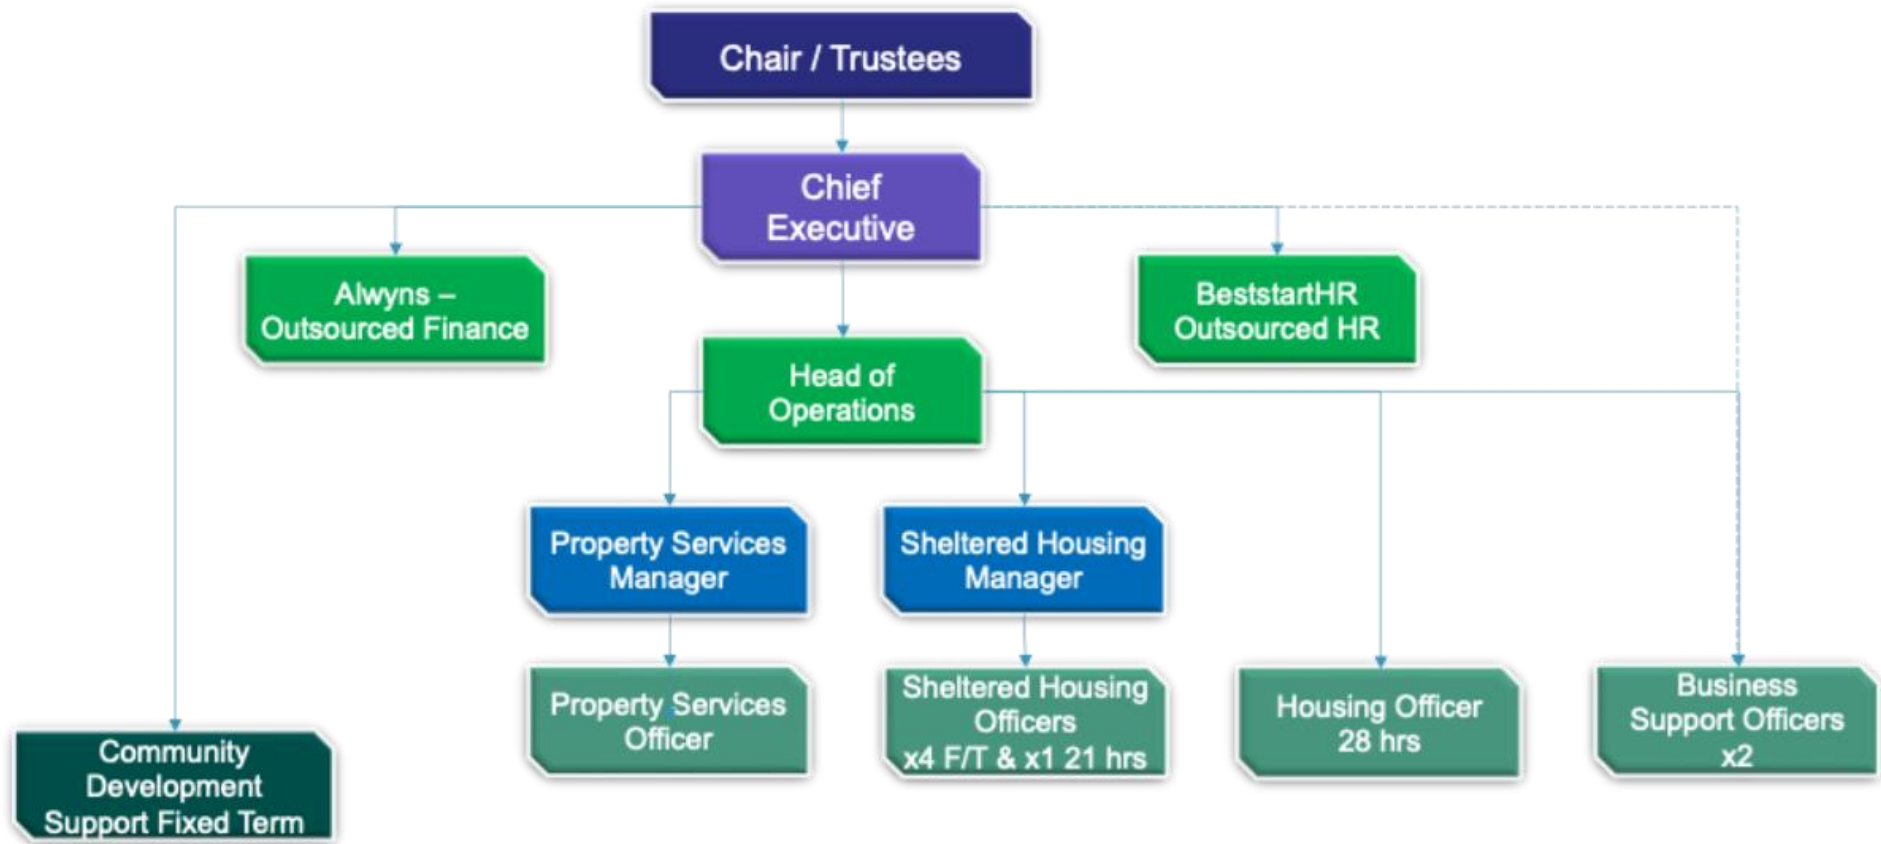 Chair / Trustees
Chief
Executive
Alwyns –
Outsourced Finance
BeststartHR
Outsourced HR
Head of
Operations
Property Services
Manager
Sheltered Housing
Manager
Property Services
Officer
Sheltered Housing
Officers
x4 F/T & x1 21 hrs
Housing Officer
28 hrs
Business
Support Officers
x2
Community
Development
Support Fixed Term